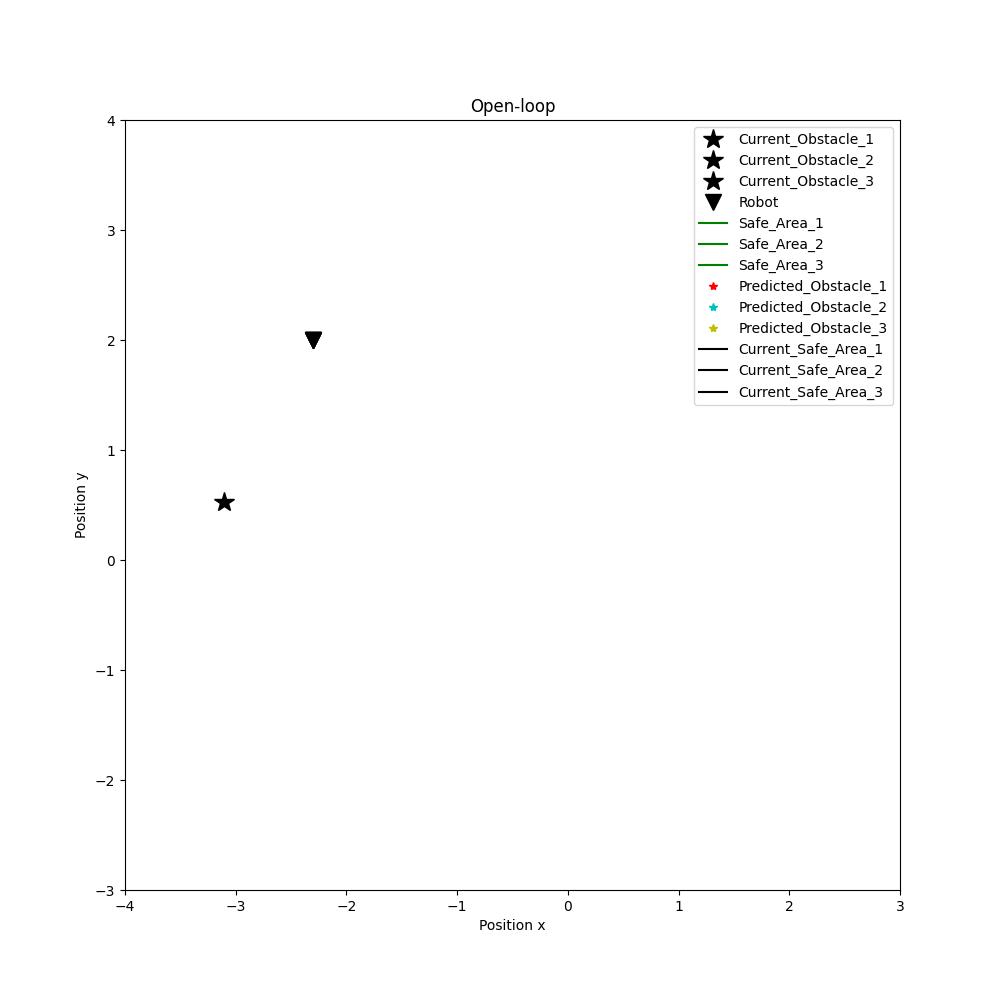 Open-loop
4
3
2
1
0
−1
−2
−3
Position y
Current_Obstacle_1
Current_Obstacle_2
Current_Obstacle_3
Robot
Safe_Area_1
Safe_Area_2
Safe_Area_3
Predicted_Obstacle_1
Predicted_Obstacle_2
Predicted_Obstacle_3
Current_Safe_Area_1
Current_Safe_Area_2
Current_Safe_Area_3
−4 −3 −2 −1 0 1 2 3
Position x